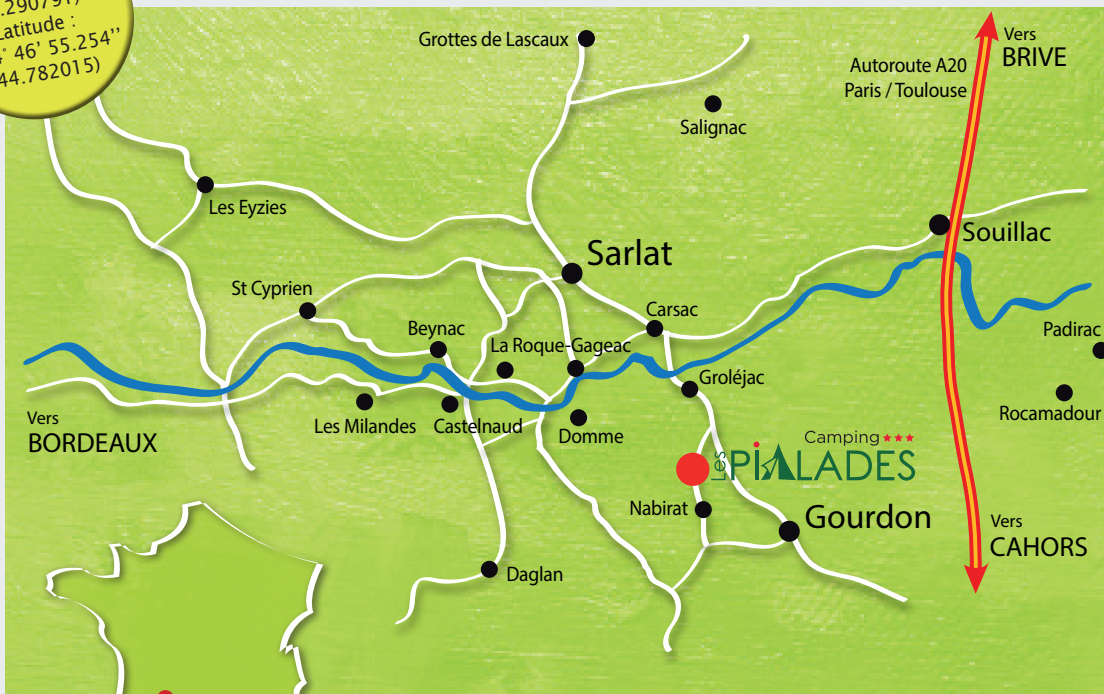 .290791)
Latitude :
46' 55.254''
44.782015)
Grottes de Lascaux
Vers
BRIVE
Autoroute A20
Paris / Toulouse
Salignac
Les Eyzies
Souillac
Sarlat
St Cyprien
Carsac
Beynac
La Roque-Gageac
Padirac
Groléjac
Rocamadour
Vers
BORDEAUX
Les Milandes
Castelnaud
Domme
Camping
Les PiALADES
Nabirat
Gourdon
Vers
CAHORS
Daglan